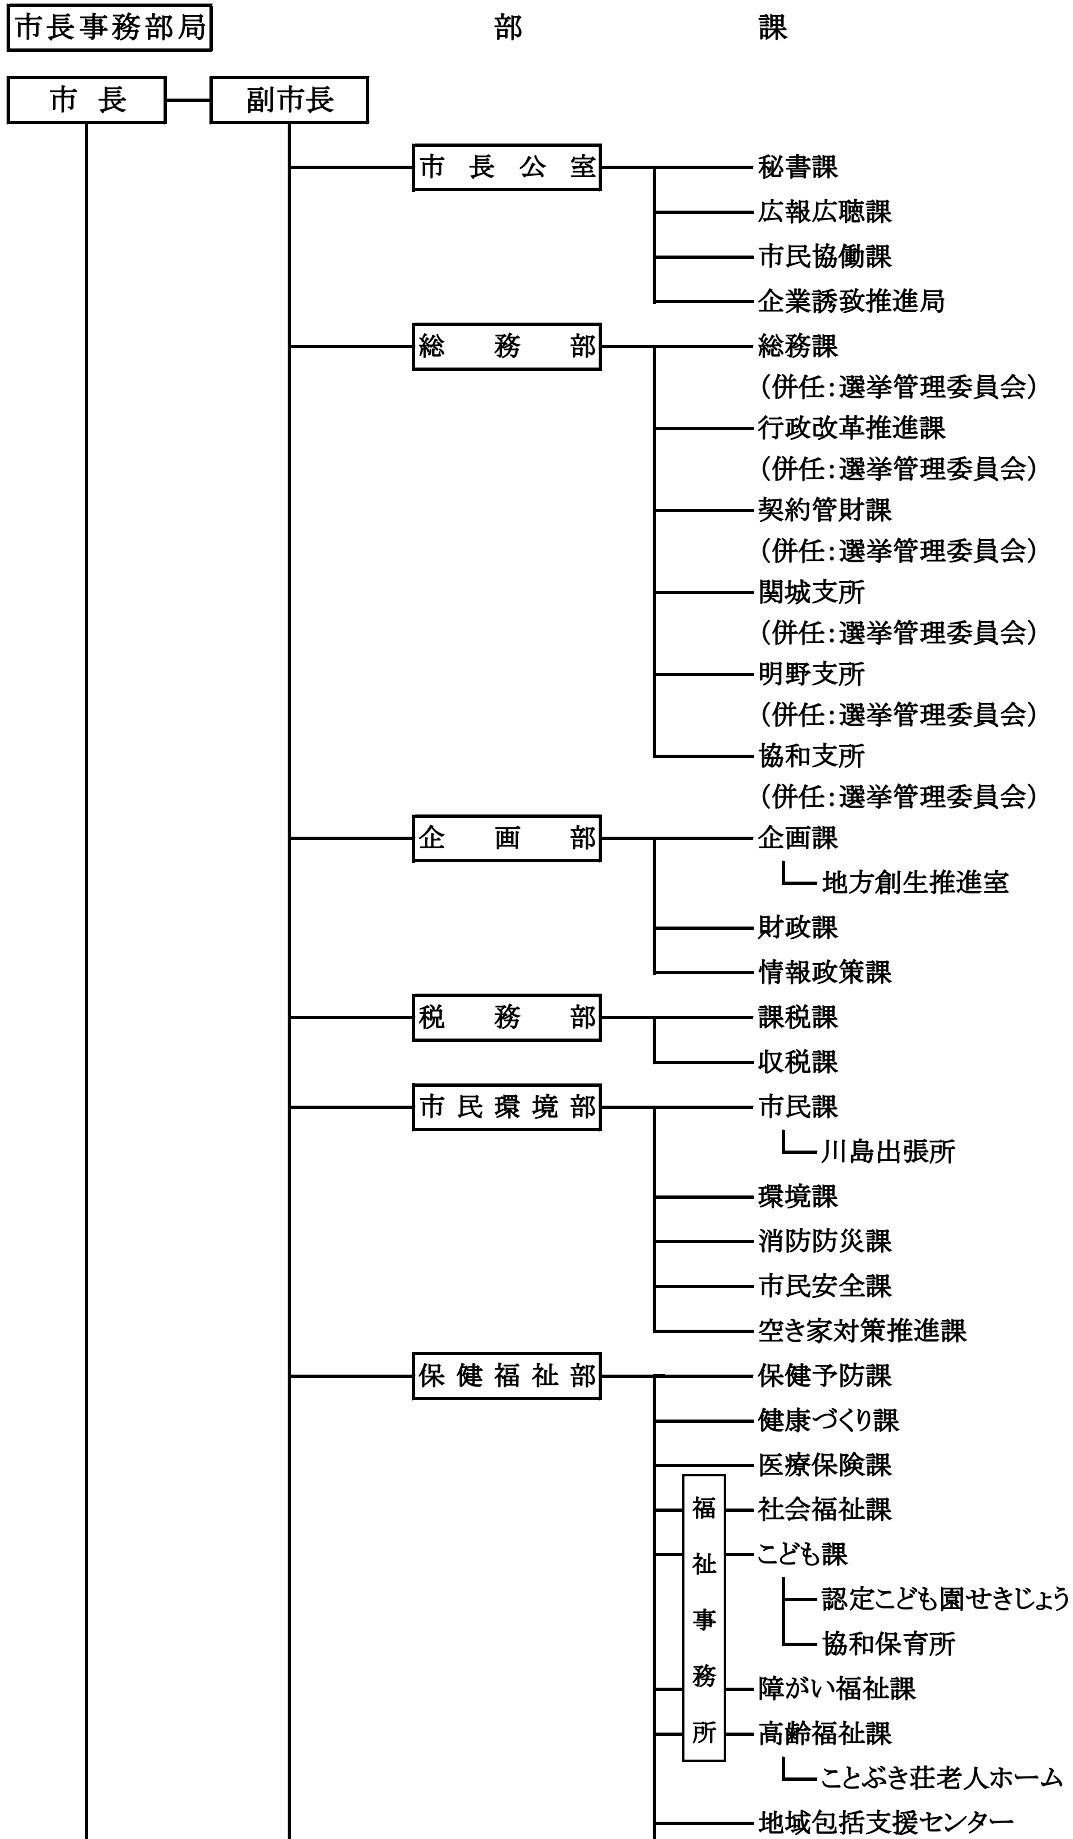 市長事務部局 部 課
市長 副市長
市長公室 秘書課
広報広聴課
市民協働課
企業誘致推進局
総務部 総務課
(併任:選挙管理委員会)
行政改革推進課
(併任:選挙管理委員会)
契約管財課
(併任:選挙管理委員会)
関城支所
(併任:選挙管理委員会)
明野支所
(併任:選挙管理委員会)
協和支所
(併任:選挙管理委員会)
企画部 企画課
地方創生推進室
財政課
情報政策課
税務部 課税課
収税課
市民環境部 市民課
川島出張所
環境課
消防防災課
市民安全課
空き家対策推進課
保健福祉部 保健予防課
健康づくり課
医療保険課
福祉事務所
社会福祉課
こども課
認定こども園せきじょう
協和保育所
障がい福祉課
高齢福祉課
ことぶき荘老人ホーム
地域包括支援センター